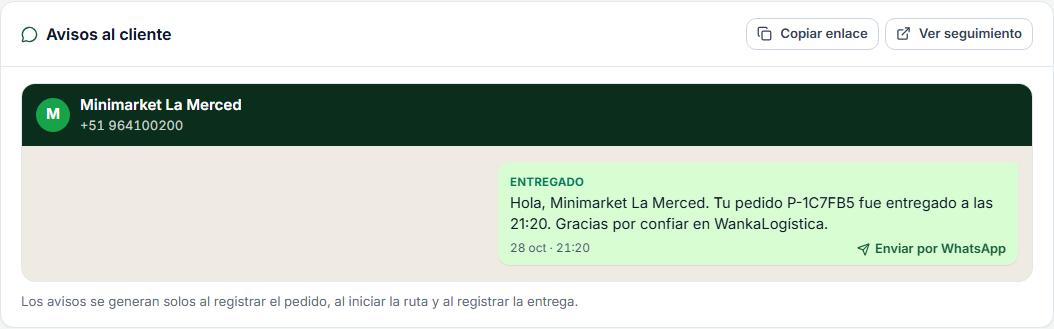 Avisos al cliente
Copiar enlace
Ver seguimiento
M
Minimarket La Merced
+51 964100200
ENTREGADO
Hola, Minimarket La Merced. Tu pedido P-1C7FB5 fue entregado a las
21:20. Gracias por confiar en WankaLogística.
28 oct · 21:20
Enviar por WhatsApp
Los avisos se generan solos al registrar el pedido, al iniciar la ruta y al registrar la entrega.